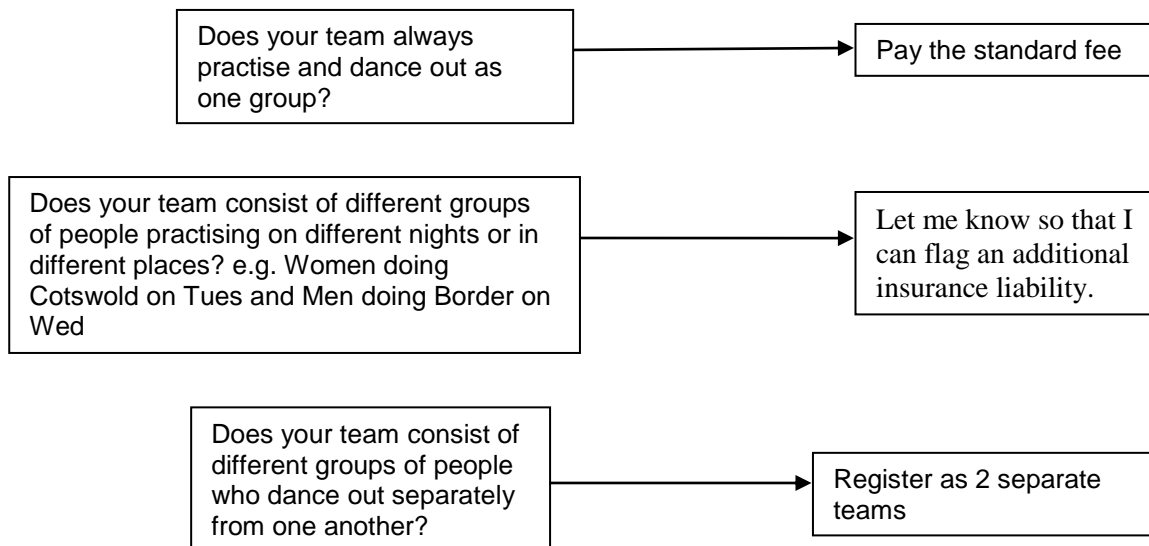 Does your team always
practise and dance out as
one group?
Pay the standard fee
Does your team consist of different groups
of people practising on different nights or in
different places? e.g. Women doing
Cotswold on Tues and Men doing Border on
Wed
Let me know so that I
can flag an additional
insurance liability.
Does your team consist of
different groups of people
who dance out separately
from one another?
Register as 2 separate
teams